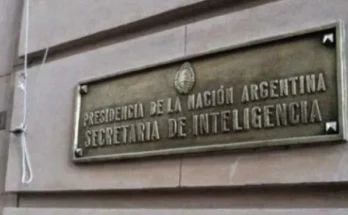 PRESIDENCIA DE LA NACIÓN ARGENTINA
SECRETARIA DE INTELIGENCIA